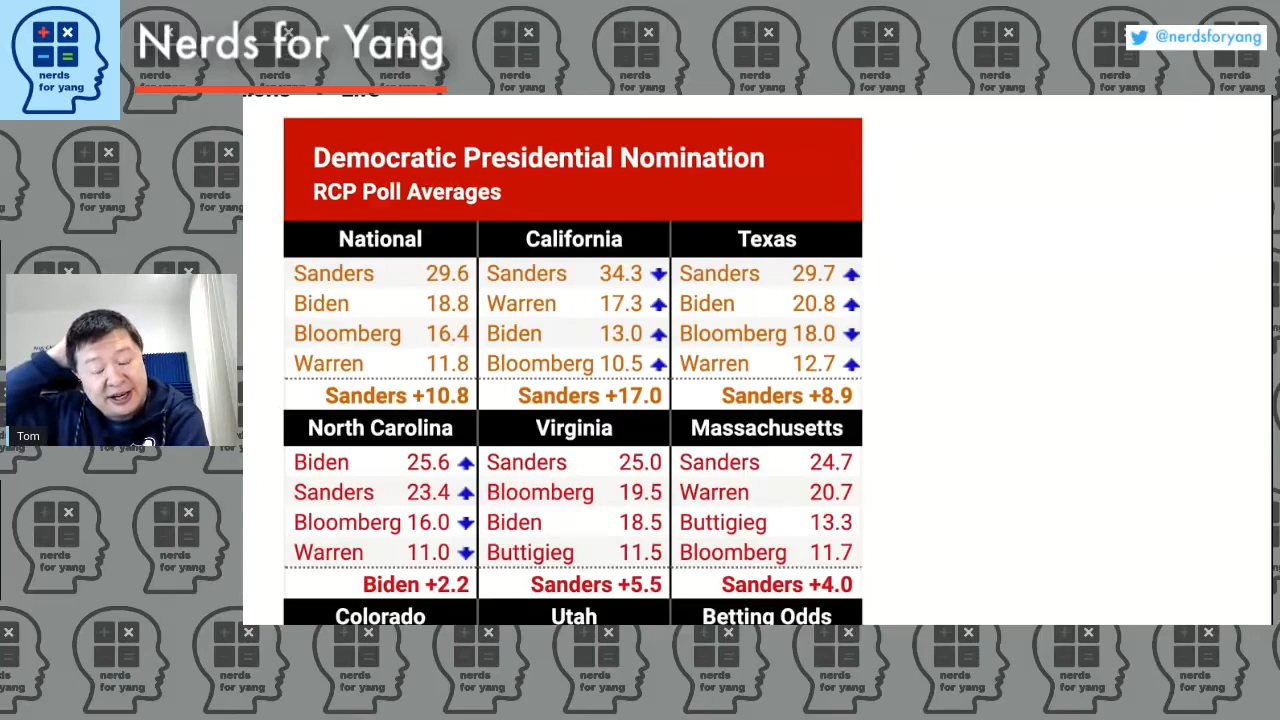 nerds
for yang
Nerds for Yang
@nerdsforyang
Democratic Presidential Nomination
RCP Poll Averages
National
California
Texas
Sanders 29.6
Sanders 34.3
Sanders 29.7
Biden 18.8
Warren 17.3
Biden 20.8
Bloomberg 16.4
Biden 13.0
Bloomberg 18.0
Warren 11.8
Bloomberg 10.5
Warren 12.7
Sanders +10.8
Sanders +17.0
Sanders +8.9
North Carolina
Virginia
Massachusetts
Biden 25.6
Sanders 25.0
Sanders 24.7
Sanders 23.4
Bloomberg 19.5
Warren 20.7
Bloomberg 16.0
Biden 18.5
Buttigieg 13.3
Warren 11.0
Buttigieg 11.5
Bloomberg 11.7
Biden +2.2
Sanders +5.5
Sanders +4.0
Colorado
Utah
Betting Odds
Tom